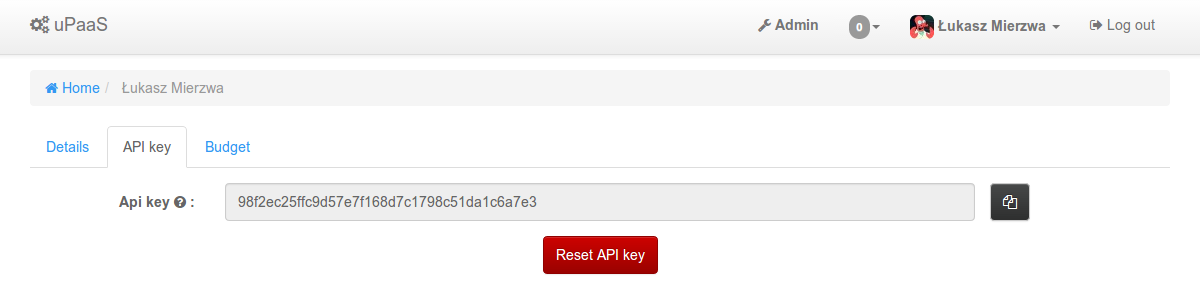 uPaaS Admin 0 Łukasz Mierzwa Log out
Home / Łukasz Mierzwa
Details API key Budget
Api key ? : 98f2ec25ffc9d57e7f168d7c1798c51da1c6a7e3
Reset API key